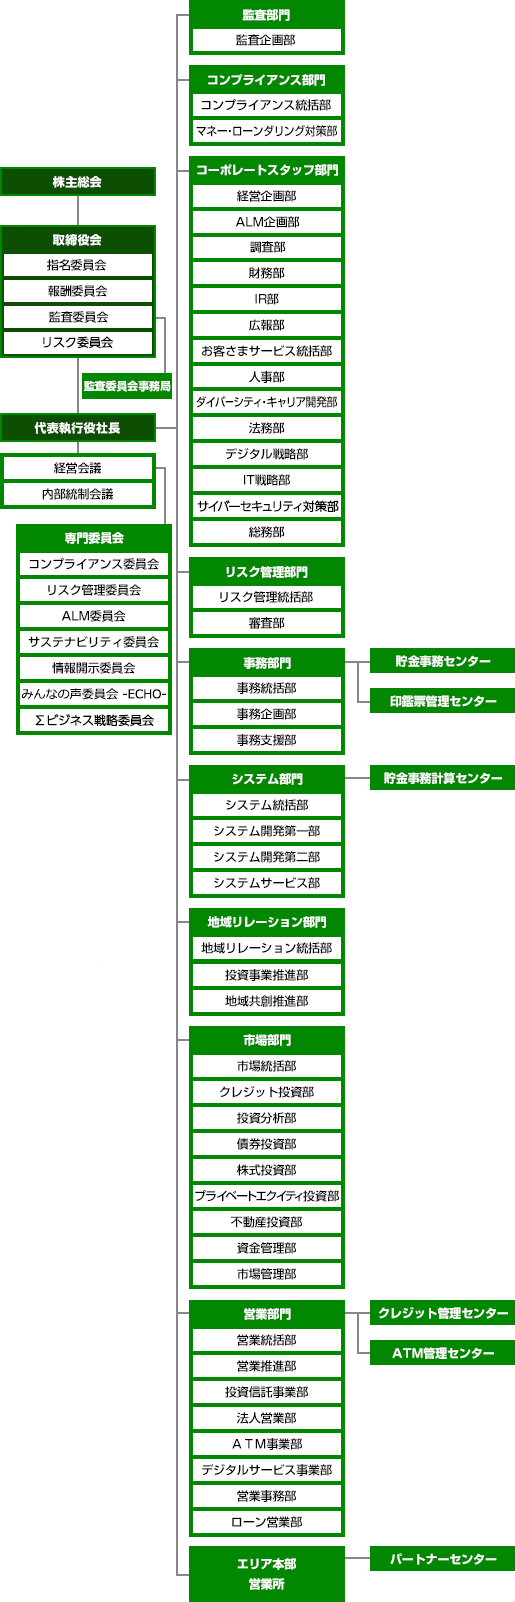 株主総会
取締役会
指名委員会
報酬委員会
監査委員会
リスク委員会
監査委員会事務局
代表執行役社長
経営会議
内部統制会議
専門委員会
コンプライアンス委員会
リスク管理委員会
ALM委員会
サステナビリティ委員会
情報開示委員会
みんなの声委員会 -ECHO-
Σビジネス戦略委員会
監査部門
監査企画部
コンプライアンス部門
コンプライアンス統括部
マネー・ローンダリング対策部
コーポレートスタッフ部門
経営企画部
ALM企画部
調査部
財務部
IR部
広報部
お客さまサービス統括部
人事部
ダイバーシティ・キャリア開発部
法務部
デジタル戦略部
IT戦略部
サイバーセキュリティ対策部
総務部
リスク管理部門
リスク管理統括部
審査部
事務部門
事務統括部
事務企画部
事務支援部
貯金事務センター
印鑑票管理センター
システム部門
システム統括部
システム開発第一部
システム開発第二部
システムサービス部
貯金事務計算センター
地域リレーション部門
地域リレーション統括部
投資事業推進部
地域共創推進部
市場部門
市場統括部
クレジット投資部
投資分析部
債券投資部
株式投資部
プライベートエクイティ投資部
不動産投資部
資金管理部
市場管理部
営業部門
営業統括部
営業推進部
投資信託事業部
法人営業部
ＡＴＭ事業部
デジタルサービス事業部
営業事務部
ローン営業部
クレジット管理センター
ATM管理センター
エリア本部
営業所
パートナーセンター